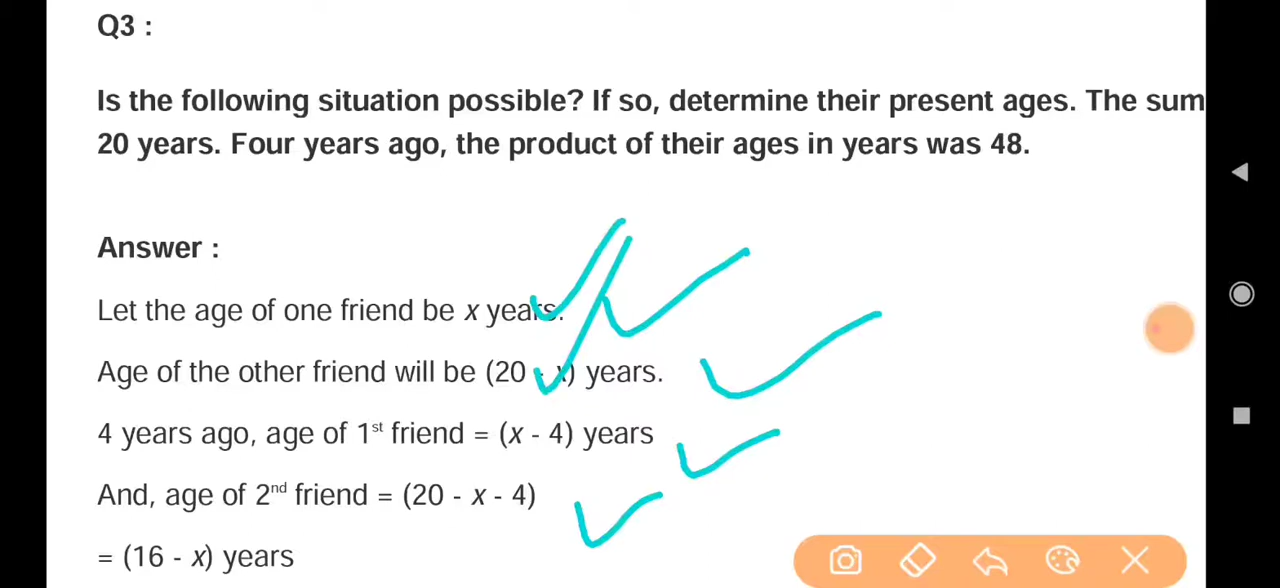 Q3 :
Is the following situation possible? If so, determine their present ages. The sum
20 years. Four years ago, the product of their ages in years was 48.
Answer :
Let the age of one friend be x years.
Age of the other friend will be (20 - x) years.
4 years ago, age of 1st friend = (x - 4) years
And, age of 2nd friend = (20 - x - 4)
= (16 - x) years